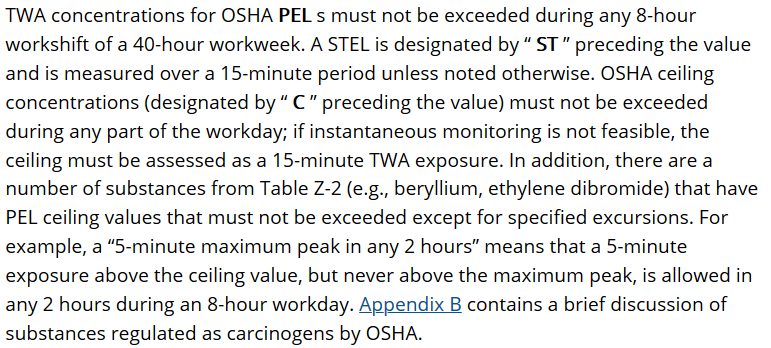 TWA concentrations for OSHA PEL s must not be exceeded during any 8-hour
workshift of a 40-hour workweek. A STEL is designated by “ ST ” preceding the value
and is measured over a 15-minute period unless noted otherwise. OSHA ceiling
concentrations (designated by “ C ” preceding the value) must not be exceeded
during any part of the workday; if instantaneous monitoring is not feasible, the
ceiling must be assessed as a 15-minute TWA exposure. In addition, there are a
number of substances from Table Z-2 (e.g., beryllium, ethylene dibromide) that have
PEL ceiling values that must not be exceeded except for specified excursions. For
example, a “5-minute maximum peak in any 2 hours” means that a 5-minute
exposure above the ceiling value, but never above the maximum peak, is allowed in
any 2 hours during an 8-hour workday. Appendix B contains a brief discussion of
substances regulated as carcinogens by OSHA.